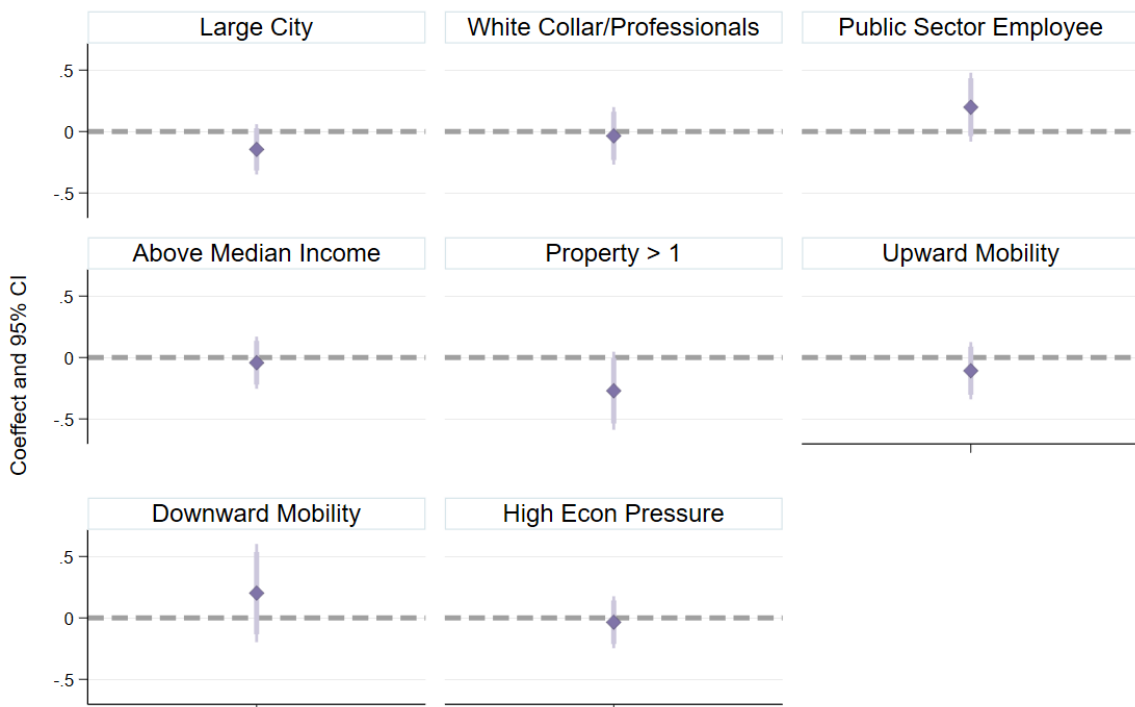 Large City
White Collar/Professionals
Public Sector Employee
.5
0
-.5
Above Median Income
Property > 1
Upward Mobility
.5
0
-.5
Coeffect and 95% CI
Downward Mobility
High Econ Pressure
.5
0
-.5